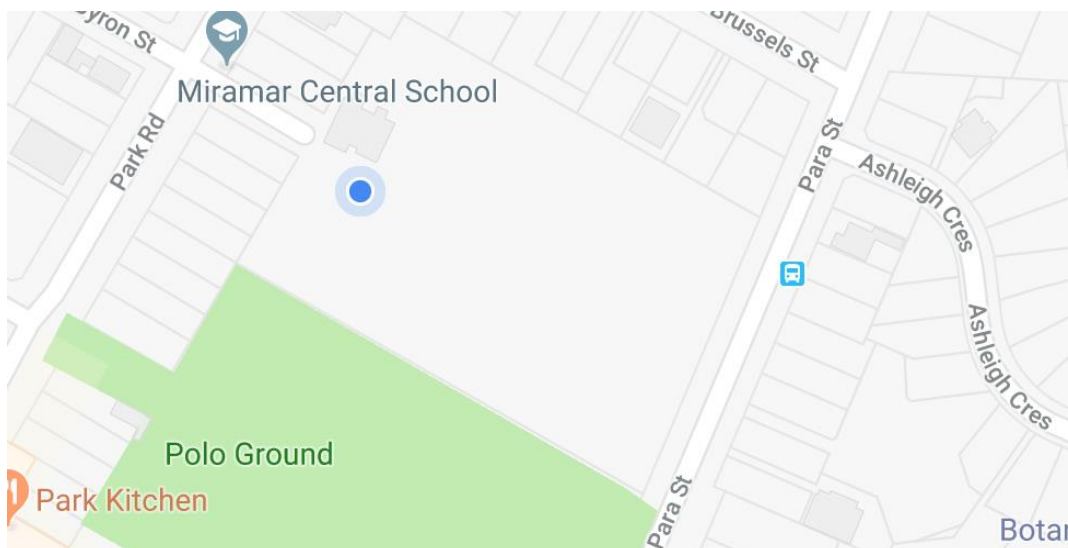 yron St
Brussels St
Miramar Central School
Park Rd
Para St
Ashleigh Cres
Ashleigh Cres
Polo Ground
Park Kitchen
Para St
Botar